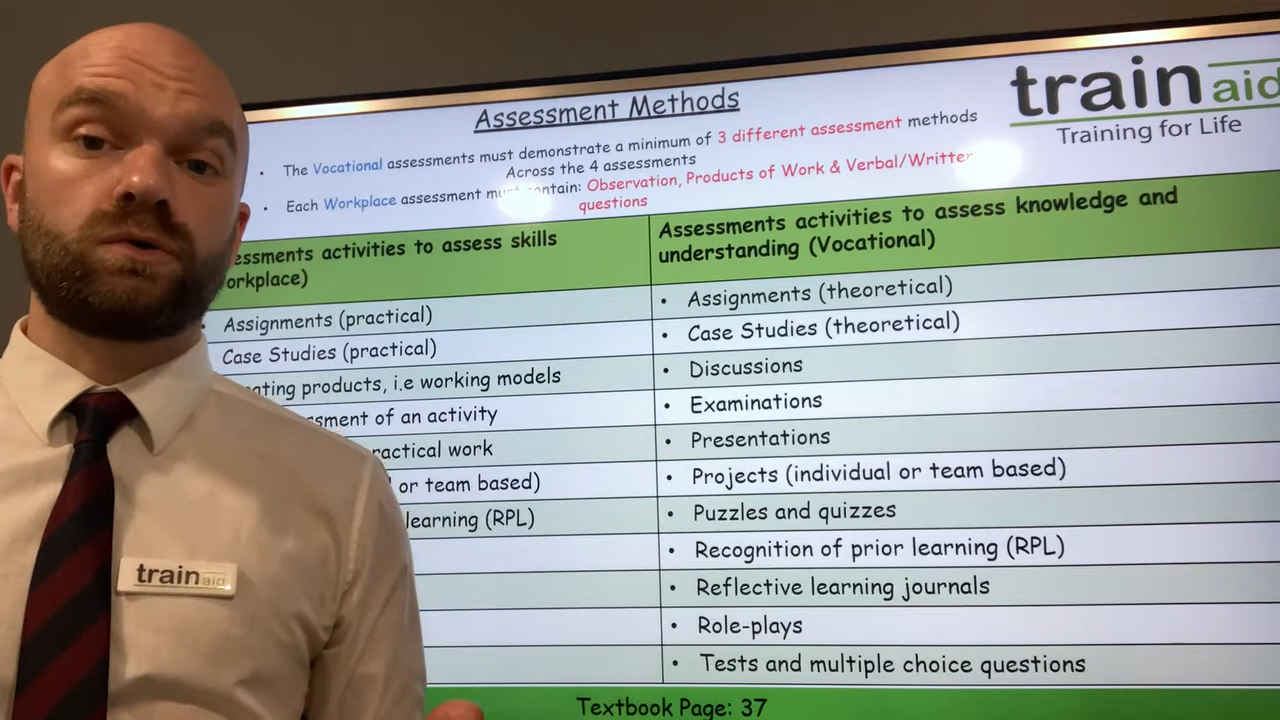 Assessment Methods
train aid
Training for Life
• The Vocational assessments must demonstrate a minimum of 3 different assessment methods
Across the 4 assessments
• Each Workplace assessment contain: Observation, Products of Work & Verbal/Written
questions
essments activities to assess skills
orkplace)
Assessments activities to assess knowledge and
understanding (Vocational)
• Assignments (practical)
Case Studies (practical)
ating products, i.e working models
ssment of an activity
ractical work
or team based)
learning (RPL)
• Assignments (theoretical)
• Case Studies (theoretical)
• Discussions
• Examinations
• Presentations
• Projects (individual or team based)
• Puzzles and quizzes
• Recognition of prior learning (RPL)
• Reflective learning journals
• Role-plays
• Tests and multiple choice questions
Textbook Page: 37
train aid